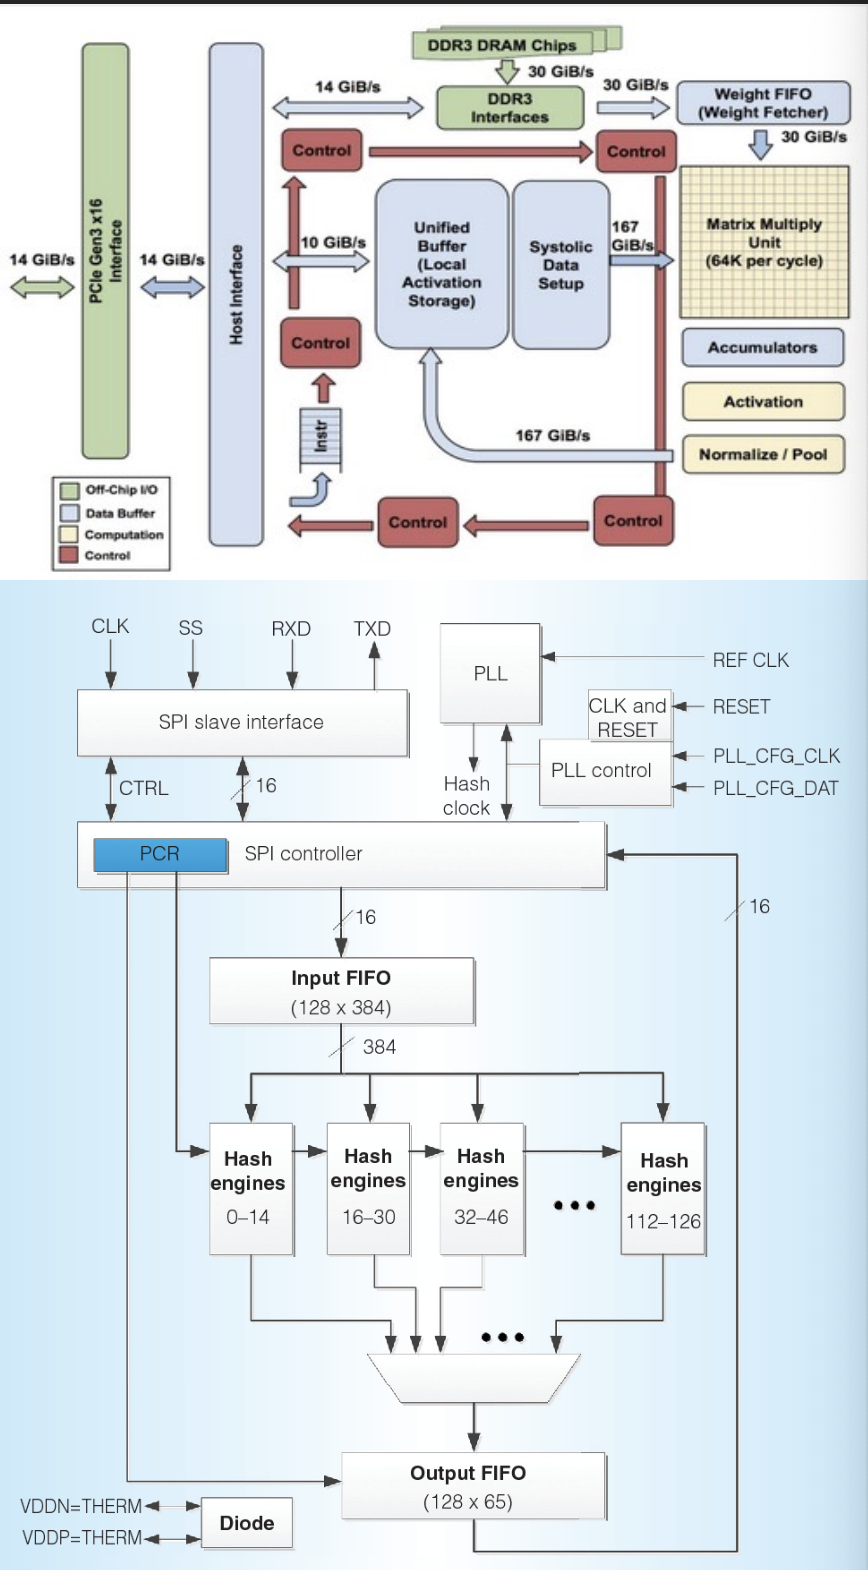 DDR3 DRAM Chips
30 GiB/s
14 GiB/s
30 GiB/s
DDR3
Interfaces
Weight FIFO
(Weight Fetcher)
30 GiB/s
Control
Control
PCIe Gen3 x16
Interface
14 GiB/s
14 GiB/s
Host Interface
10 GiB/s
Unified
Buffer
(Local
Activation
Storage)
Systolic
Data
Setup
167
GiB/s
Matrix Multiply
Unit
(64K per cycle)
Control
Accumulators
Activation
Normalize / Pool
Instr
167 GiB/s
Control
Control
Off-Chip I/O
Data Buffer
Computation
Control
CLK
SS
RXD
TXD
SPI slave interface
PLL
REF CLK
CLK and
RESET
RESET
PLL control
PLL_CFG_CLK
PLL_CFG_DAT
CTRL
16
Hash
clock
PCR
SPI controller
16
16
Input FIFO
(128 x 384)
384
Hash
engines
0–14
Hash
engines
16–30
Hash
engines
32–46
Hash
engines
112–126
Output FIFO
(128 x 65)
VDDN=THERM
VDDP=THERM
Diode